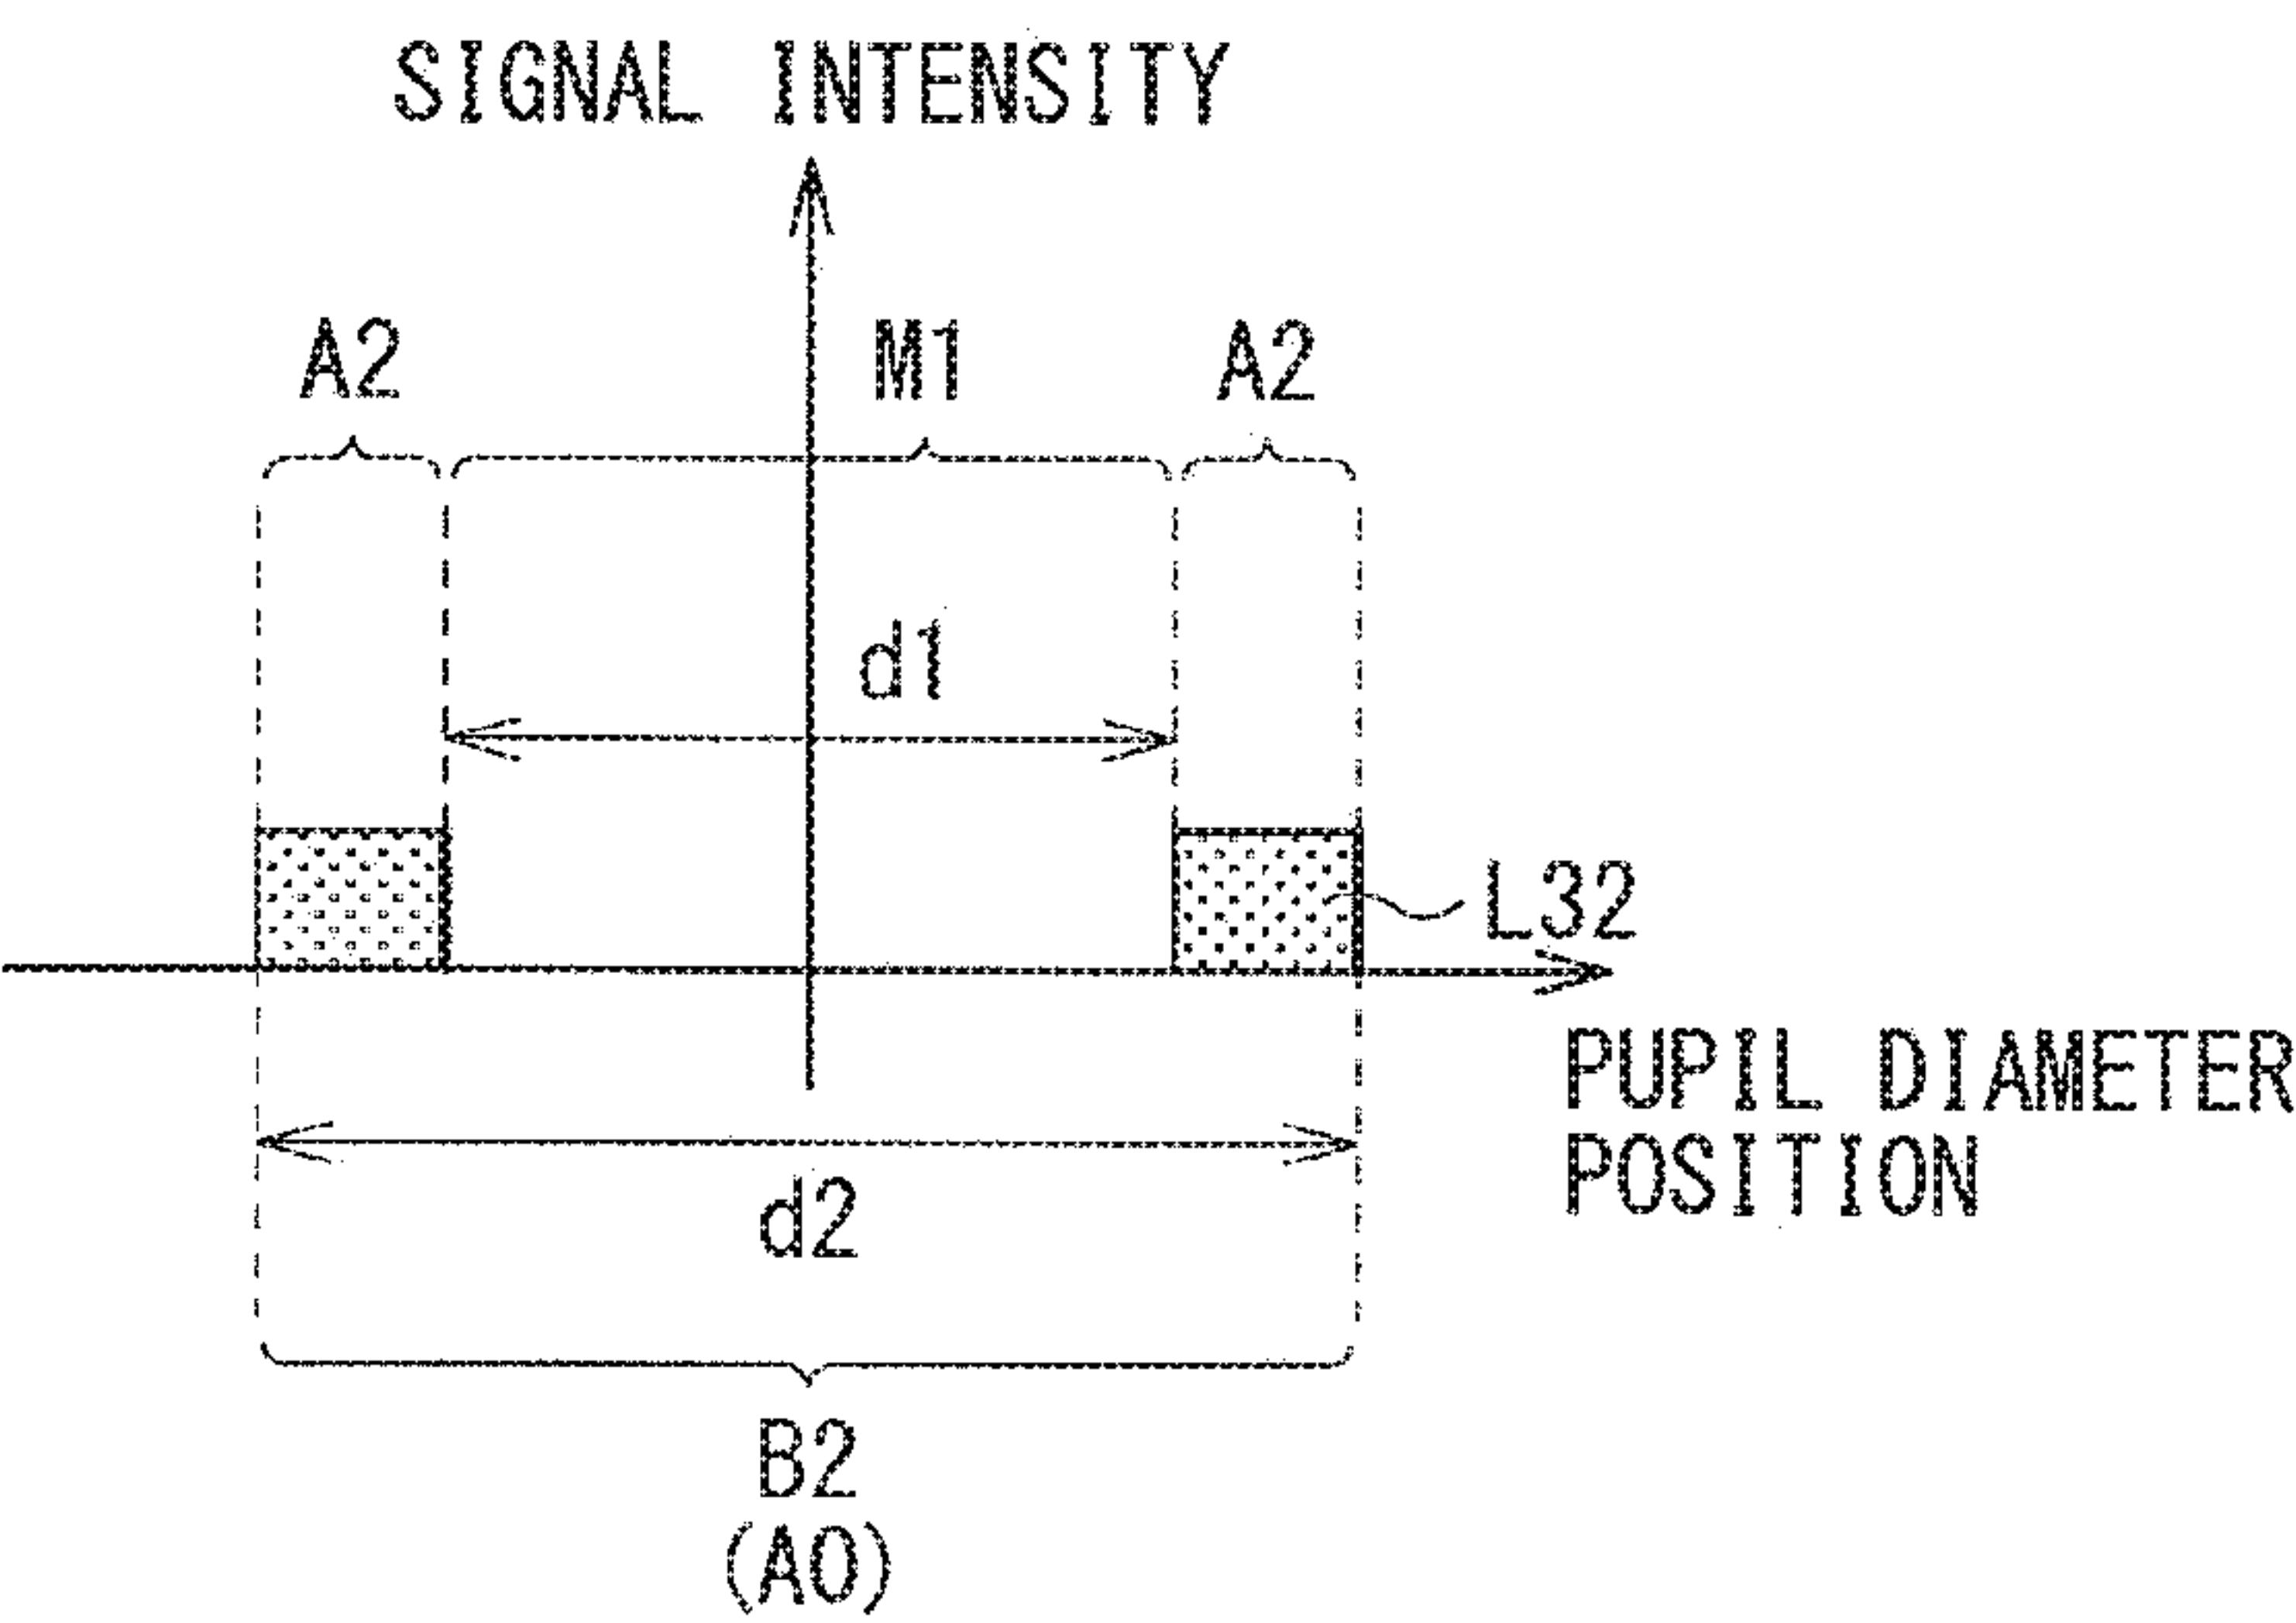 SIGNAL INTENSITY
A2 M1 A2
d1
L32
PUPIL DIAMETER
POSITION
d2
B2
(A0)